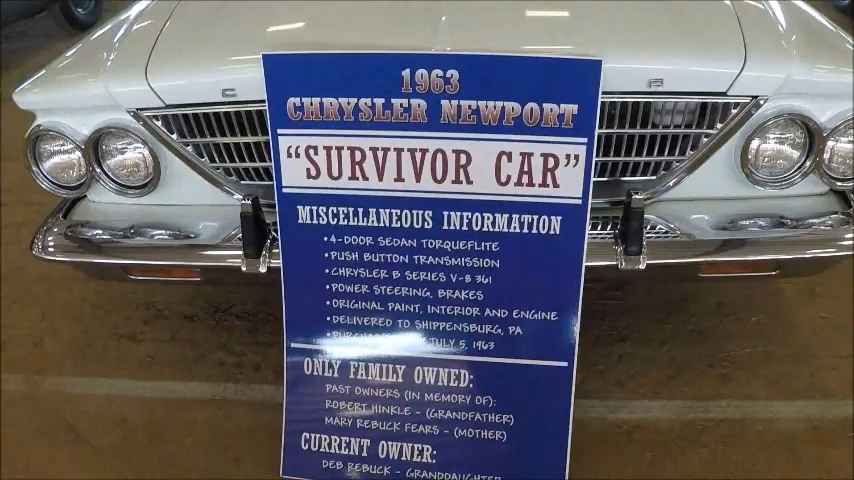 C R
1963
CHRYSLER NEWPORT
"SURVIVOR CAR"
MISCELLANEOUS INFORMATION
• 4-DOOR SEDAN TORQUEFLITE
• PUSH BUTTON TRANSMISSION
• CHRYSLER B SERIES V-8 361
• POWER STEERING, BRAKES
• ORIGINAL PAINT, INTERIOR AND ENGINE
• DELIVERED TO SHIPPENSBURG, PA
• JULY 5, 1963
ONLY FAMILY OWNED:
PAST OWNERS (IN MEMORY OF):
ROBERT HINKLE - (GRANDFATHER)
MARY REBUCK FEARS - (MOTHER)
CURRENT OWNER:
DEB REBUCK - GRANDDAUGHTER